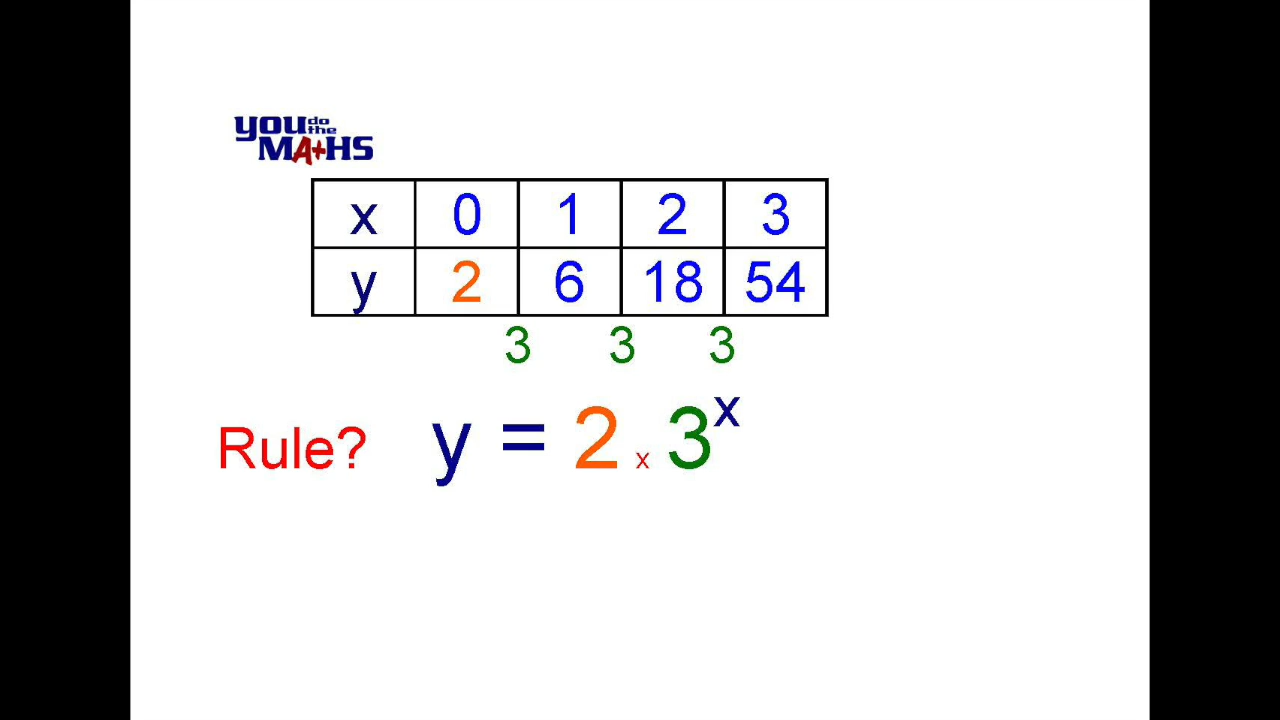 you do the
MA+HS
x 0 1 2 3
y 2 6 18 54
3 3 3
Rule? y = 2 x 3ˣ